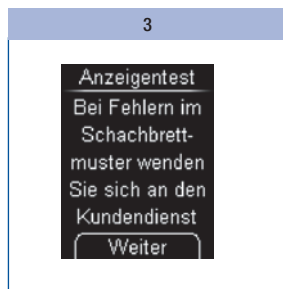 3
Anzeigentest
Bei Fehlern im
Schachbrett-
muster wenden
Sie sich an den
Kundendienst
Weiter